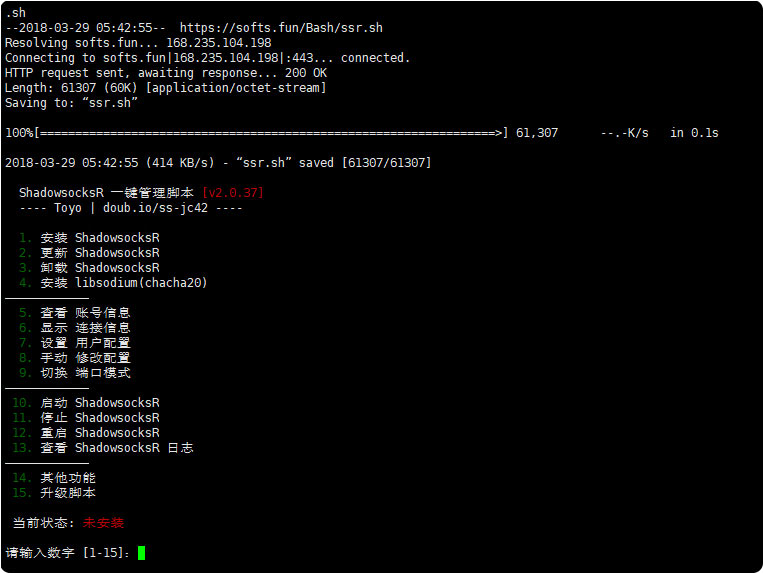 .sh
--2018-03-29 05:42:55--  https://softs.fun/Bash/ssr.sh
Resolving softs.fun... 168.235.104.198
Connecting to softs.fun|168.235.104.198|:443... connected.
HTTP request sent, awaiting response... 200 OK
Length: 61307 (60K) [application/octet-stream]
Saving to: “ssr.sh”
100%[=================================================================>] 61,307      --.-K/s   in 0.1s
2018-03-29 05:42:55 (414 KB/s) - “ssr.sh” saved [61307/61307]
ShadowsocksR 一键管理脚本 [v2.0.37]
---- Toyo | doub.io/ss-jc42 ----
1. 安装 ShadowsocksR
2. 更新 ShadowsocksR
3. 卸载 ShadowsocksR
4. 安装 libsodium(chacha20)
————————————
5. 查看 账号信息
6. 显示 连接信息
7. 设置 用户配置
8. 手动 修改配置
9. 切换 端口模式
————————————
10. 启动 ShadowsocksR
11. 停止 ShadowsocksR
12. 重启 ShadowsocksR
13. 查看 ShadowsocksR 日志
————————————
14. 其他功能
15. 升级脚本
当前状态: 未安装
请输入数字 [1-15]：